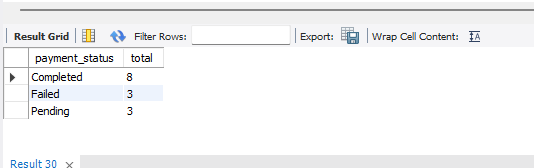 Result Grid Filter Rows: Export: Wrap Cell Content:
payment_status total
Completed 8
Failed 3
Pending 3
Result 30 ×